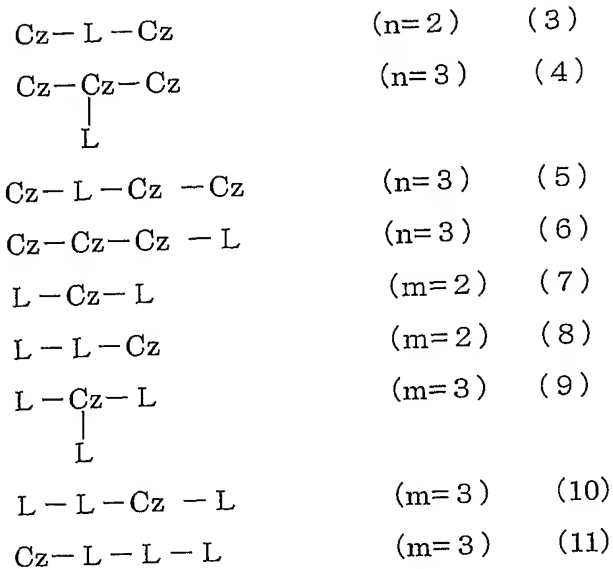 Cz－L－Cz (n=2) (3)
Cz－Cz－Cz (n=3) (4)
L
Cz－L－Cz －Cz (n=3) (5)
Cz－Cz－Cz －L (n=3) (6)
L－Cz－L (m=2) (7)
L－L－Cz (m=2) (8)
L－Cz－L (m=3) (9)
L
L－L－Cz －L (m=3) (10)
Cz－L－L－L (m=3) (11)